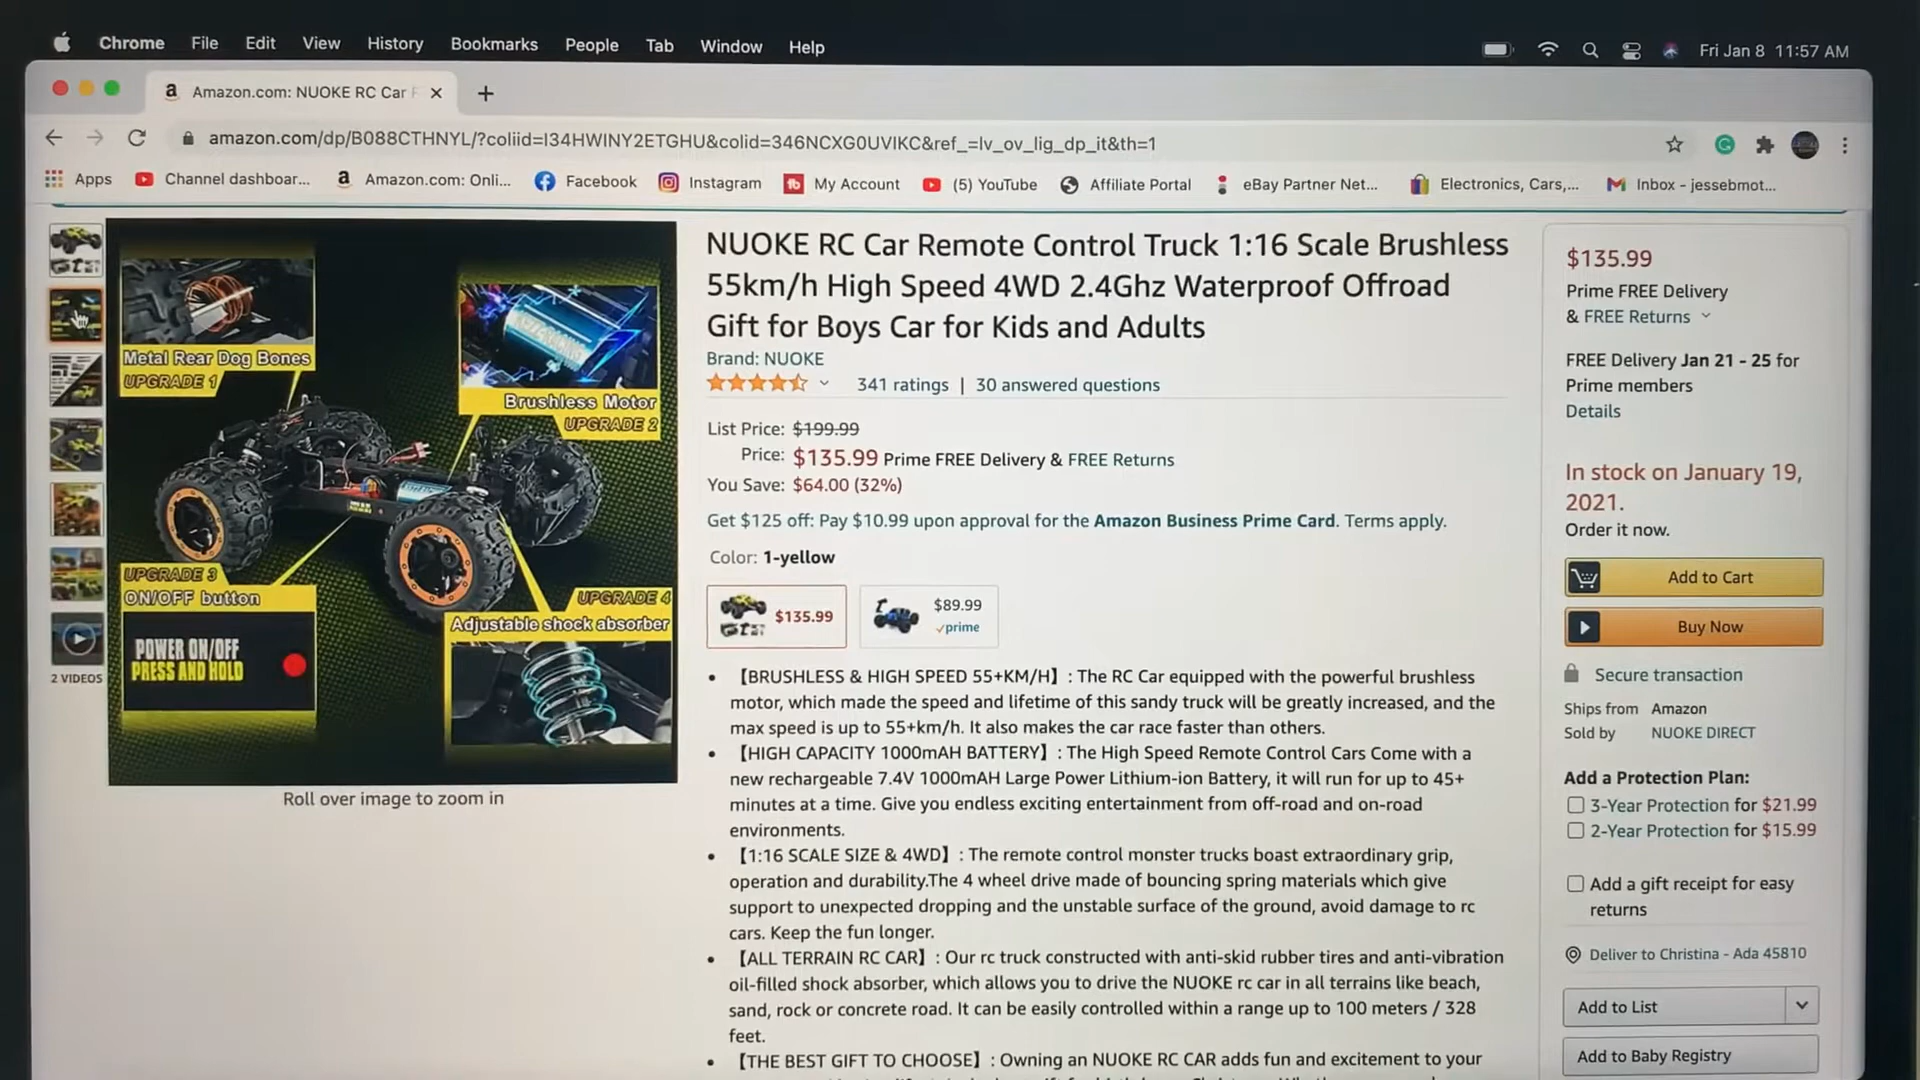 Chrome File Edit View History Bookmarks People Tab Window Help
Fri Jan 8 11:57 AM
Amazon.com: NUOKE RC Car
amazon.com/dp/B088CTHNYL/?coliid=I34HWINY2ETGHU&colid=346NCXG0UVIKC&ref_=lv_ov_lig_dp_it&th=1
Apps Channel dashboar... Amazon.com: Onli... Facebook Instagram My Account (5) YouTube Affiliate Portal eBay Partner Net... Electronics, Cars,... Inbox - jessebmot...
Metal Rear Dog Bones
UPGRADE 1
Brushless Motor
UPGRADE 2
UPGRADE 3
ON/OFF button
POWER ON/OFF
PRESS AND HOLD
UPGRADE 4
Adjustable shock absorber
2 VIDEOS
Roll over image to zoom in
NUOKE RC Car Remote Control Truck 1:16 Scale Brushless
55km/h High Speed 4WD 2.4Ghz Waterproof Offroad
Gift for Boys Car for Kids and Adults
Brand: NUOKE
341 ratings | 30 answered questions
List Price: $199.99
Price: $135.99 Prime FREE Delivery & FREE Returns
You Save: $64.00 (32%)
Get $125 off: Pay $10.99 upon approval for the Amazon Business Prime Card. Terms apply.
Color: 1-yellow
$135.99
$89.99
prime
• 【BRUSHLESS & HIGH SPEED 55+KM/H】: The RC Car equipped with the powerful brushless
motor, which made the speed and lifetime of this sandy truck will be greatly increased, and the
max speed is up to 55+km/h. It also makes the car race faster than others.
• 【HIGH CAPACITY 1000mAH BATTERY】: The High Speed Remote Control Cars Come with a
new rechargeable 7.4V 1000mAH Large Power Lithium-ion Battery, it will run for up to 45+
minutes at a time. Give you endless exciting entertainment from off-road and on-road
environments.
• 【1:16 SCALE SIZE & 4WD】: The remote control monster trucks boast extraordinary grip,
operation and durability.The 4 wheel drive made of bouncing spring materials which give
support to unexpected dropping and the unstable surface of the ground, avoid damage to rc
cars. Keep the fun longer.
• 【ALL TERRAIN RC CAR】: Our rc truck constructed with anti-skid rubber tires and anti-vibration
oil-filled shock absorber, which allows you to drive the NUOKE rc car in all terrains like beach,
sand, rock or concrete road. It can be easily controlled within a range up to 100 meters / 328
feet.
• 【THE BEST GIFT TO CHOOSE】: Owning an NUOKE RC CAR adds fun and excitement to your
$135.99
Prime FREE Delivery
& FREE Returns
FREE Delivery Jan 21 - 25 for
Prime members
Details
In stock on January 19,
2021.
Order it now.
Add to Cart
Buy Now
Secure transaction
Ships from Amazon
Sold by NUOKE DIRECT
Add a Protection Plan:
3-Year Protection for $21.99
2-Year Protection for $15.99
Add a gift receipt for easy
returns
Deliver to Christina - Ada 45810
Add to List
Add to Baby Registry